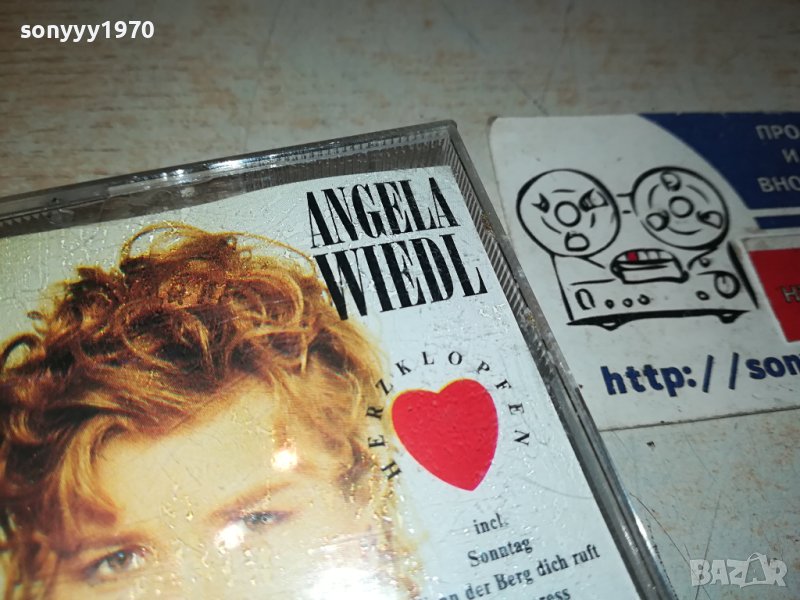 sonyyy1970
ANGELA
WIEDL
HERZKLOPFEN
incl.
Sonntag
der Berg dich ruft
ПРО
И
ВНО
Н
http://son
BAZAR